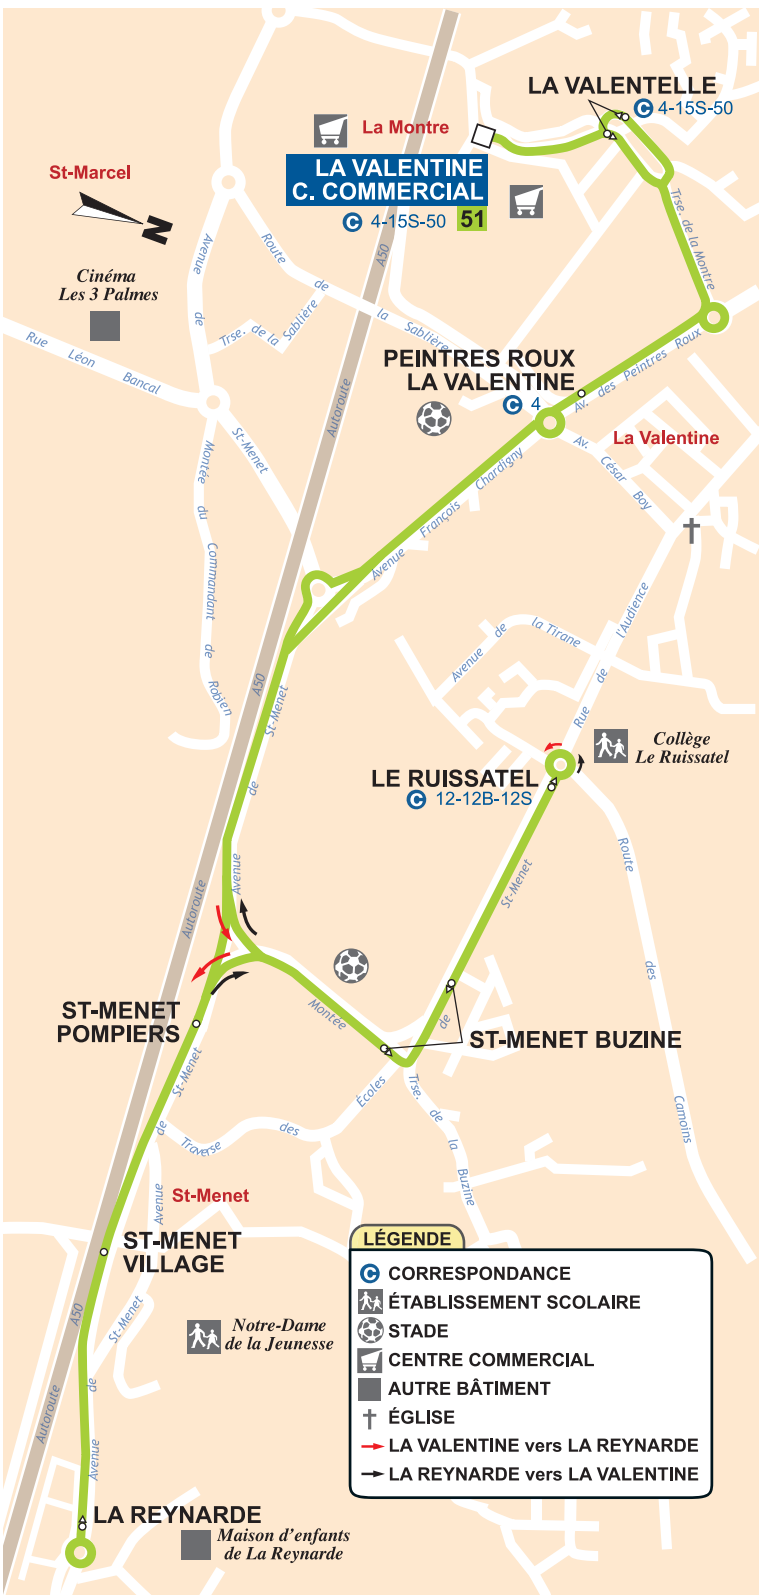 LA VALENTELLE
C 4-15S-50
La Montre
St-Marcel
LA VALENTINE
C. COMMERCIAL
C 4-15S-50 51
N
Cinéma
Les 3 Palmes
Avenue de
Route de la Sablière
Trse. de la Sablière
A50
Trse. de la Montre
Rue Léon Bancal
Autoroute
PEINTRES ROUX
LA VALENTINE
C 4
Av. des Peintres Roux
St-Menet
La Valentine
Av. César Boy
Montée du Commandant de Robien
Avenue François Chardigny
Avenue de la Tirane
Rue de l'Audience
A50
St-Menet
de
Avenue
Collège
Le Ruissatel
LE RUISSATEL
C 12-12B-12S
Autoroute
St-Menet
de
Montée
Route des Camoins
ST-MENET
POMPIERS
ST-MENET BUZINE
St-Menet
de
Traverse des Écoles
Trse. de la Buzine
St-Menet
Avenue
ST-MENET
VILLAGE
A50
St-Menet
Notre-Dame
de la Jeunesse
de
Autoroute
Avenue
LA REYNARDE
Maison d'enfants
de La Reynarde
LÉGENDE
C CORRESPONDANCE
ÉTABLISSEMENT SCOLAIRE
STADE
CENTRE COMMERCIAL
AUTRE BÂTIMENT
ÉGLISE
LA VALENTINE vers LA REYNARDE
LA REYNARDE vers LA VALENTINE